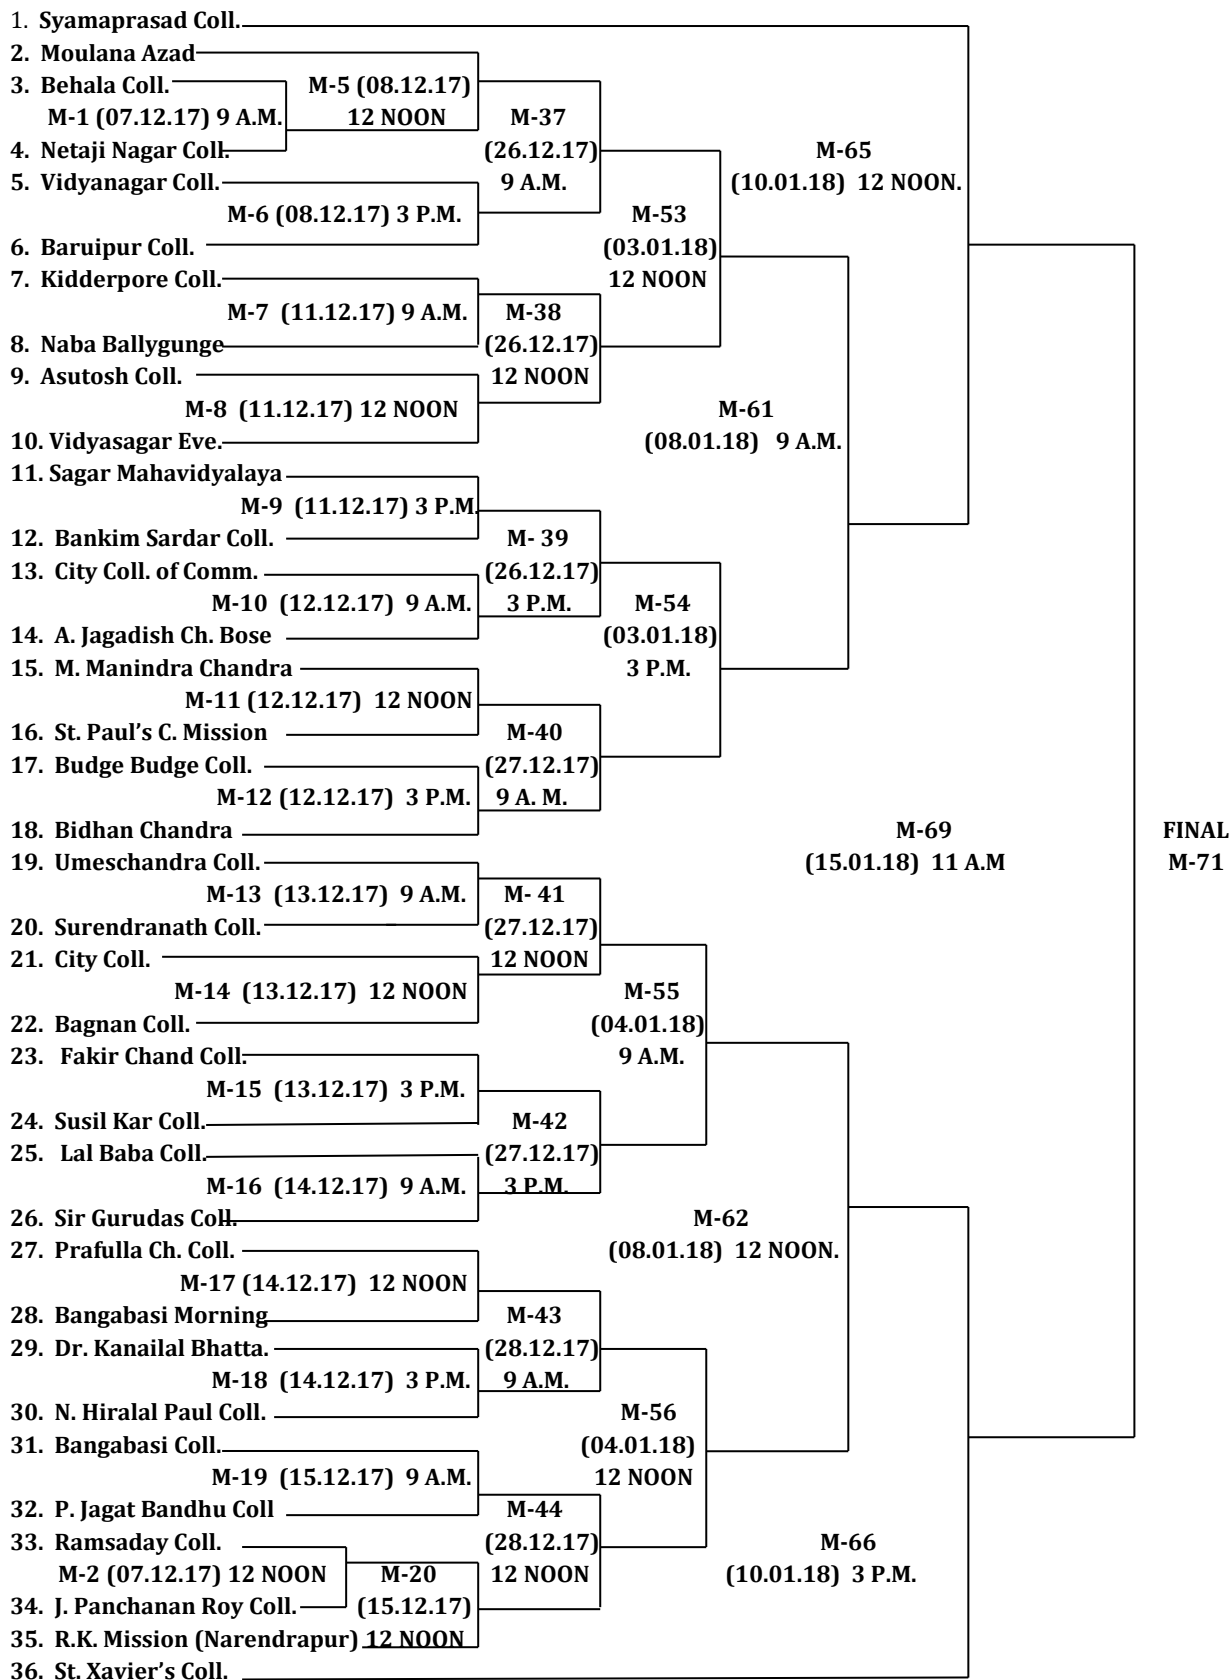 1. Syamaprasad Coll.
2. Moulana Azad
3. Behala Coll. M-5 (08.12.17)
M-1 (07.12.17) 9 A.M. 12 NOON M-37
4. Netaji Nagar Coll. (26.12.17) M-65
5. Vidyanagar Coll. 9 A.M. (10.01.18) 12 NOON.
M-6 (08.12.17) 3 P.M. M-53
6. Baruipur Coll. (03.01.18)
7. Kidderpore Coll. 12 NOON
M-7 (11.12.17) 9 A.M. M-38
8. Naba Ballygunge (26.12.17)
9. Asutosh Coll. 12 NOON
M-8 (11.12.17) 12 NOON M-61
10. Vidyasagar Eve. (08.01.18) 9 A.M.
11. Sagar Mahavidyalaya
M-9 (11.12.17) 3 P.M.
12. Bankim Sardar Coll. M- 39
13. City Coll. of Comm. (26.12.17)
M-10 (12.12.17) 9 A.M. 3 P.M. M-54
14. A. Jagadish Ch. Bose (03.01.18)
15. M. Manindra Chandra 3 P.M.
M-11 (12.12.17) 12 NOON
16. St. Paul’s C. Mission M-40
17. Budge Budge Coll. (27.12.17)
M-12 (12.12.17) 3 P.M. 9 A. M.
18. Bidhan Chandra M-69 FINAL
19. Umeschandra Coll. (15.01.18) 11 A.M M-71
M-13 (13.12.17) 9 A.M. M- 41
20. Surendranath Coll. (27.12.17)
21. City Coll. 12 NOON
M-14 (13.12.17) 12 NOON M-55
22. Bagnan Coll. (04.01.18)
23. Fakir Chand Coll. 9 A.M.
M-15 (13.12.17) 3 P.M.
24. Susil Kar Coll. M-42
25. Lal Baba Coll. (27.12.17)
M-16 (14.12.17) 9 A.M. 3 P.M.
26. Sir Gurudas Coll. M-62
27. Prafulla Ch. Coll. (08.01.18) 12 NOON.
M-17 (14.12.17) 12 NOON
28. Bangabasi Morning M-43
29. Dr. Kanailal Bhatta. (28.12.17)
M-18 (14.12.17) 3 P.M. 9 A.M.
30. N. Hiralal Paul Coll. M-56
31. Bangabasi Coll. (04.01.18)
M-19 (15.12.17) 9 A.M. 12 NOON
32. P. Jagat Bandhu Coll M-44
33. Ramsaday Coll. (28.12.17) M-66
M-2 (07.12.17) 12 NOON M-20 12 NOON (10.01.18) 3 P.M.
34. J. Panchanan Roy Coll. (15.12.17)
35. R.K. Mission (Narendrapur) 12 NOON
36. St. Xavier’s Coll.